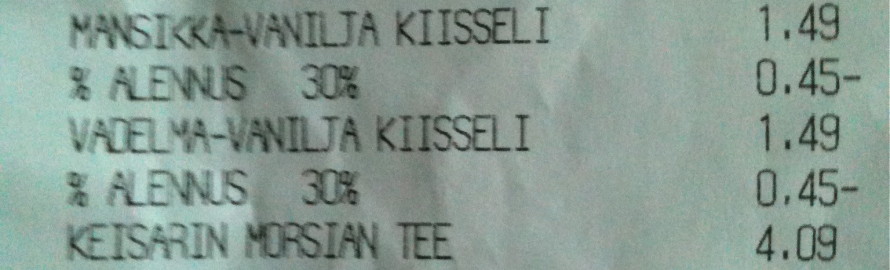 MANSIKKA-VANILJA KIISSELI 1.49
% ALENNUS 30% 0.45-
VADELMA-VANILJA KIISSELI 1.49
% ALENNUS 30% 0.45-
KEISARIN MORSIAN TEE 4.09